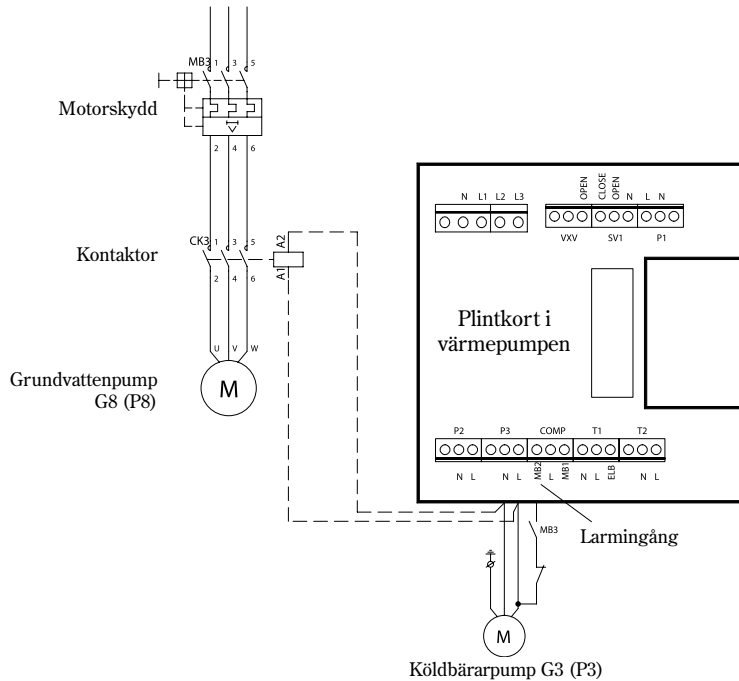 MB3 1 3 5
Motorskydd
2 4 6
CK3 1 3 5
A2
Kontaktor
A1
2 4 6
U V W
M
Grundvattenpump
G8 (P8)
OPEN CLOSE OPEN
N L1 L2 L3 N L N
VXV SV1 P1
Plintkort i
värmepumpen
P2 P3 COMP T1 T2
N L N L MB2 L MB1 N L ELB N L
MB3
Larmingång
M
Köldbärarpump G3 (P3)